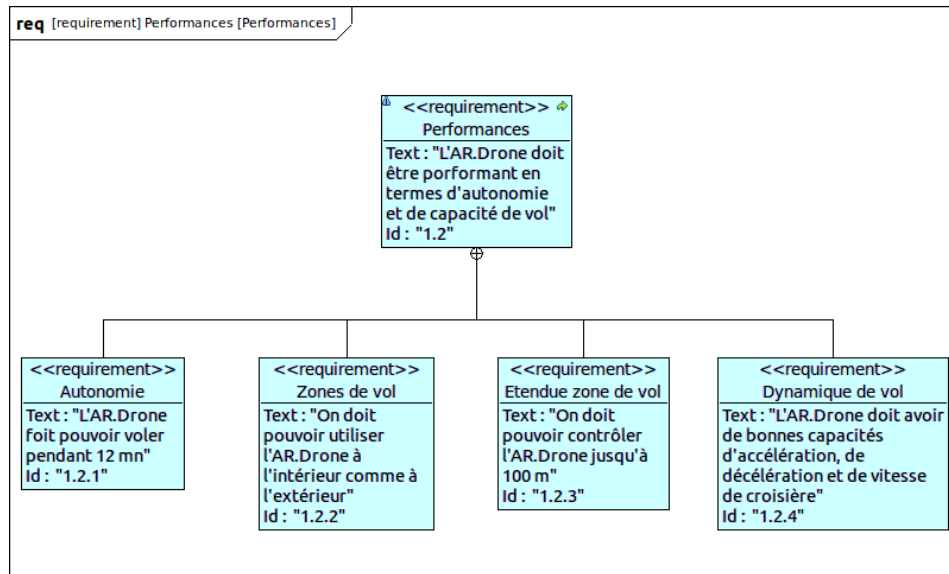 req [requirement] Performances [Performances]
<<requirement>>
Performances
Text : "L'AR.Drone doit
être porformant en
termes d'autonomie
et de capacité de vol"
Id : "1.2"
<<requirement>>
Autonomie
Text : "L'AR.Drone
foit pouvoir voler
pendant 12 mn"
Id : "1.2.1"
<<requirement>>
Zones de vol
Text : "On doit
pouvoir utiliser
l'AR.Drone à
l'intérieur comme à
l'extérieur"
Id : "1.2.2"
<<requirement>>
Etendue zone de vol
Text : "On doit
pouvoir contrôler
l'AR.Drone jusqu'à
100 m"
Id : "1.2.3"
<<requirement>>
Dynamique de vol
Text : "L'AR.Drone doit avoir
de bonnes capacités
d'accélération, de
décélération et de vitesse
de croisière"
Id : "1.2.4"